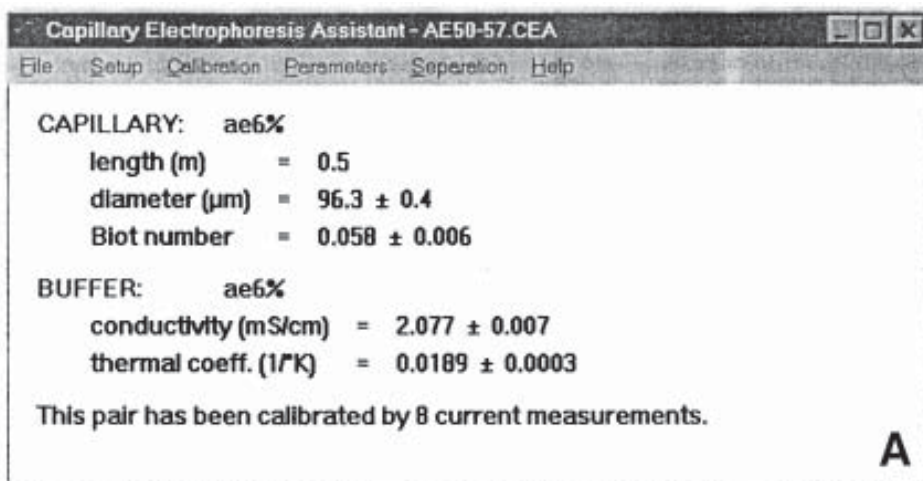 Capillary Electrophoresis Assistant - AE50-57.CEA
File Setup Calibration Parameters Separation Help
CAPILLARY: ae6%
length (m) = 0.5
diameter (µm) = 96.3 ± 0.4
Biot number = 0.058 ± 0.006
BUFFER: ae6%
conductivity (mS/cm) = 2.077 ± 0.007
thermal coeff. (1/°K) = 0.0189 ± 0.0003
This pair has been calibrated by 8 current measurements.
A